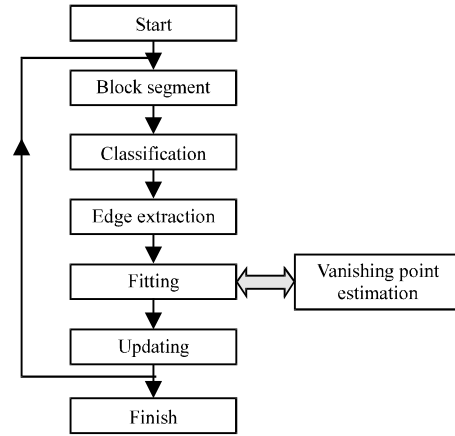 Start
Block segment
Classification
Edge extraction
Fitting
Vanishing point
estimation
Updating
Finish